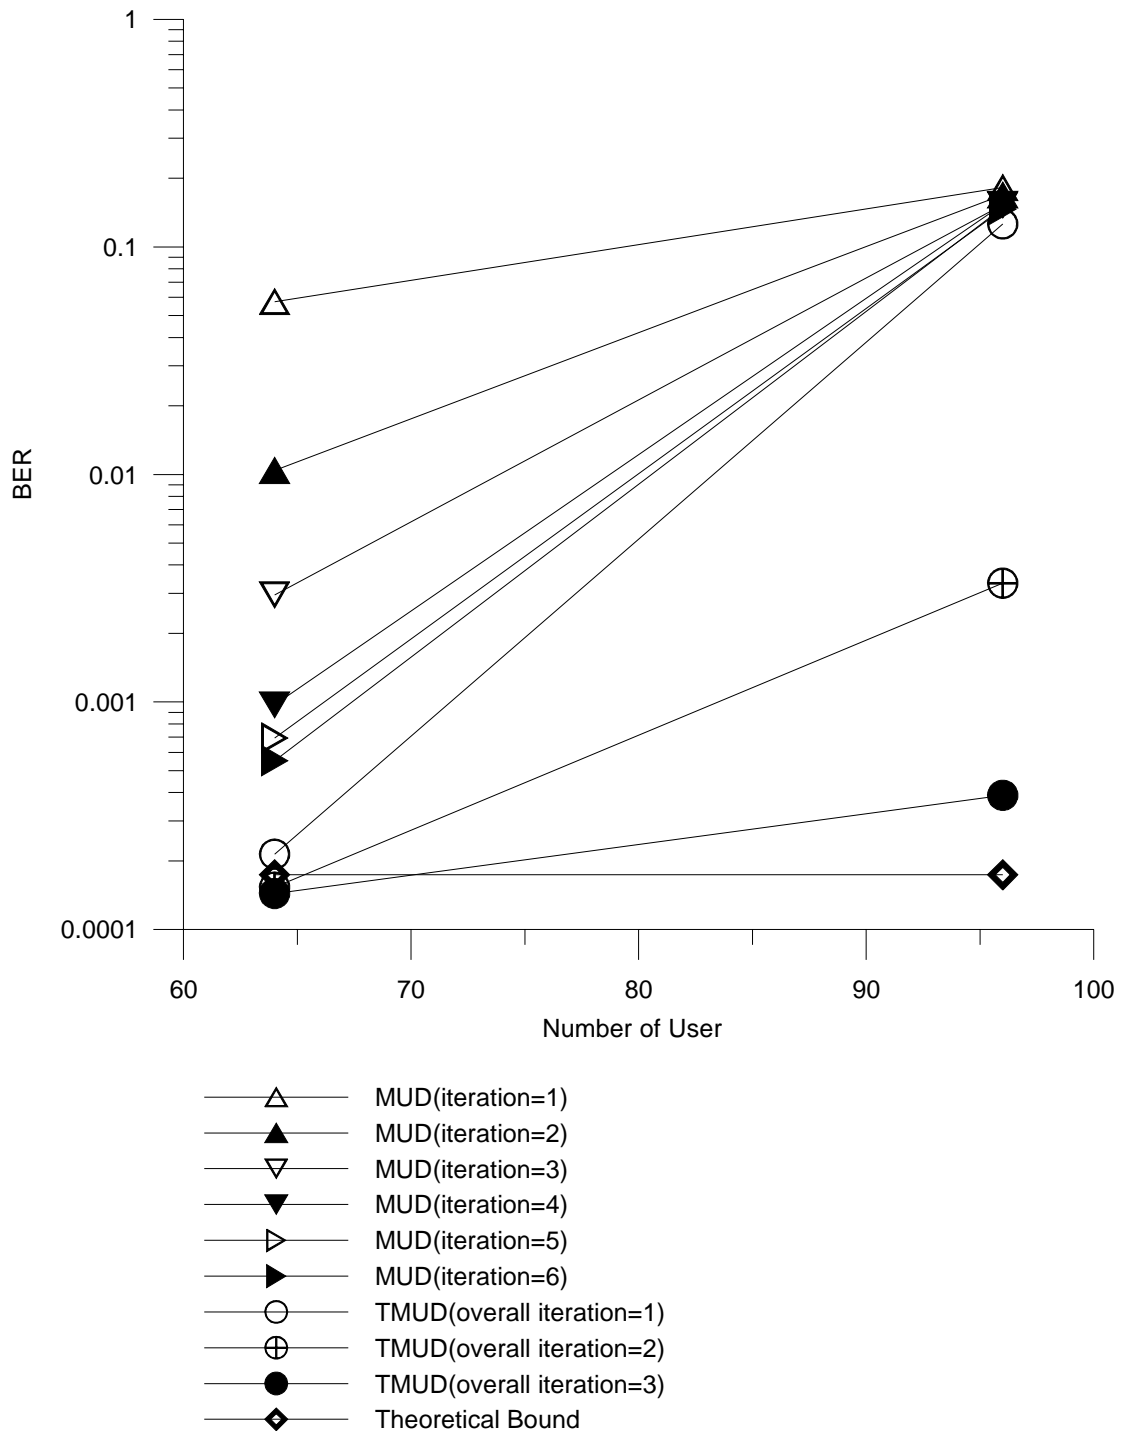 1
0.1
0.01
0.001
0.0001
BER
60 70 80 90 100
Number of User
MUD(iteration=1)
MUD(iteration=2)
MUD(iteration=3)
MUD(iteration=4)
MUD(iteration=5)
MUD(iteration=6)
TMUD(overall iteration=1)
TMUD(overall iteration=2)
TMUD(overall iteration=3)
Theoretical Bound